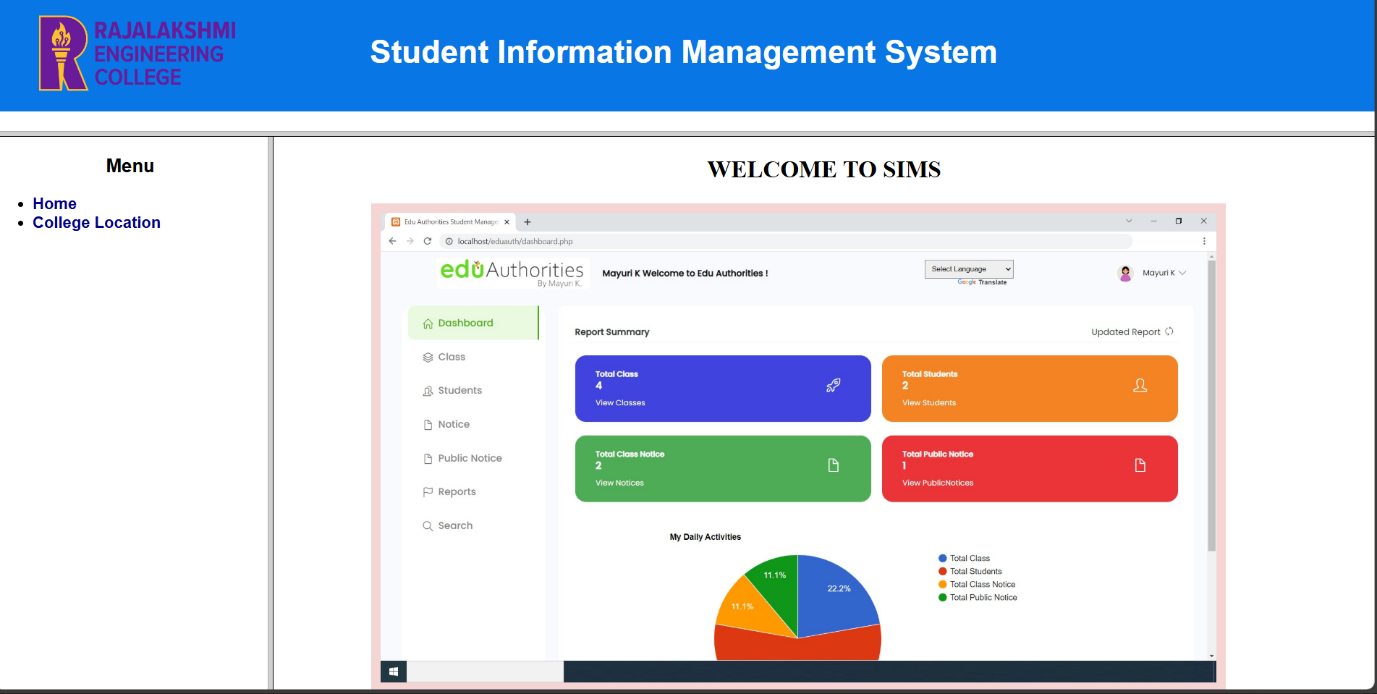 RAJALAKSHMI
ENGINEERING
COLLEGE
Student Information Management System
Menu
Home
College Location
WELCOME TO SIMS
Edu Authorities Student Manage
localhost/eduauth/dashboard.php
eduAuthorities
By Mayuri K.
Mayuri K Welcome to Edu Authorities !
Select Language
Google Translate
Mayuri K
Dashboard
Class
Students
Notice
Public Notice
Reports
Search
Report Summary
Updated Report
Total Class
4
View Classes
Total Students
2
View Students
Total Class Notice
2
View Notices
Total Public Notice
1
View PublicNotices
My Daily Activities
11.1%
22.2%
11.1%
Total Class
Total Students
Total Class Notice
Total Public Notice